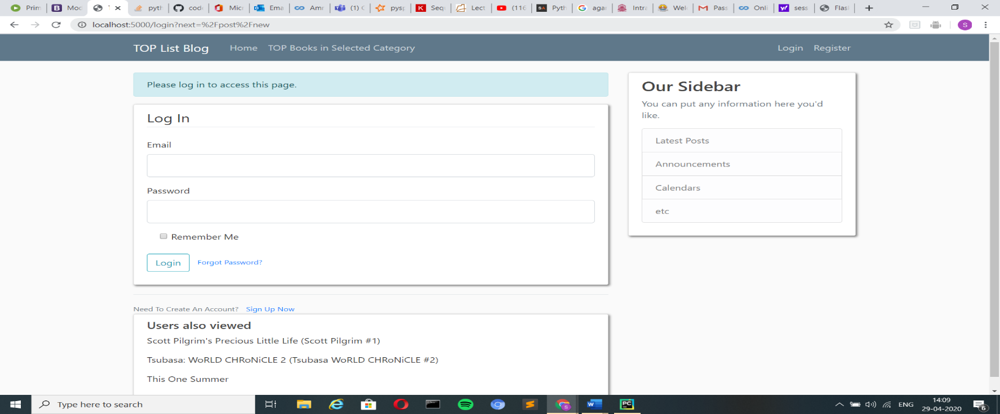 Prim
Mod
T
pyth
cod
Micr
Ema
Amr
(1) C
pysp
Sequ
Lect
(116
Pyth
agar
Intra
Wel
Pass
Onli
sess
Flas
localhost:5000/login?next=%2Fpost%2Fnew
S
TOP List Blog
Home
TOP Books in Selected Category
Login
Register
Please log in to access this page.
Log In
Email
Password
Remember Me
Login
Forgot Password?
Need To Create An Account? Sign Up Now
Users also viewed
Scott Pilgrim's Precious Little Life (Scott Pilgrim #1)
Tsubasa: WoRLD CHRoNiCLE 2 (Tsubasa WoRLD CHRoNiCLE #2)
This One Summer
Our Sidebar
You can put any information here you'd
like.
Latest Posts
Announcements
Calendars
etc
Type here to search
ENG
14:09
29-04-2020
6